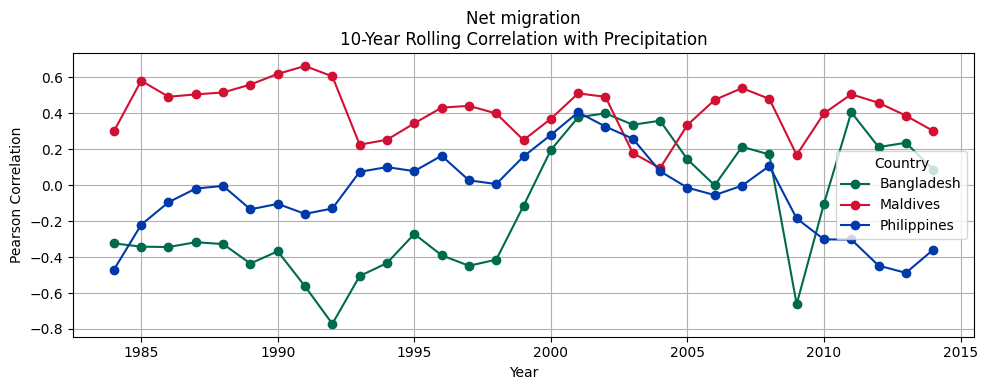 Net migration
10-Year Rolling Correlation with Precipitation
Pearson Correlation
0.6
0.4
0.2
0.0
−0.2
−0.4
−0.6
−0.8
Country
Bangladesh
Maldives
Philippines
1985
1990
1995
2000
2005
2010
2015
Year